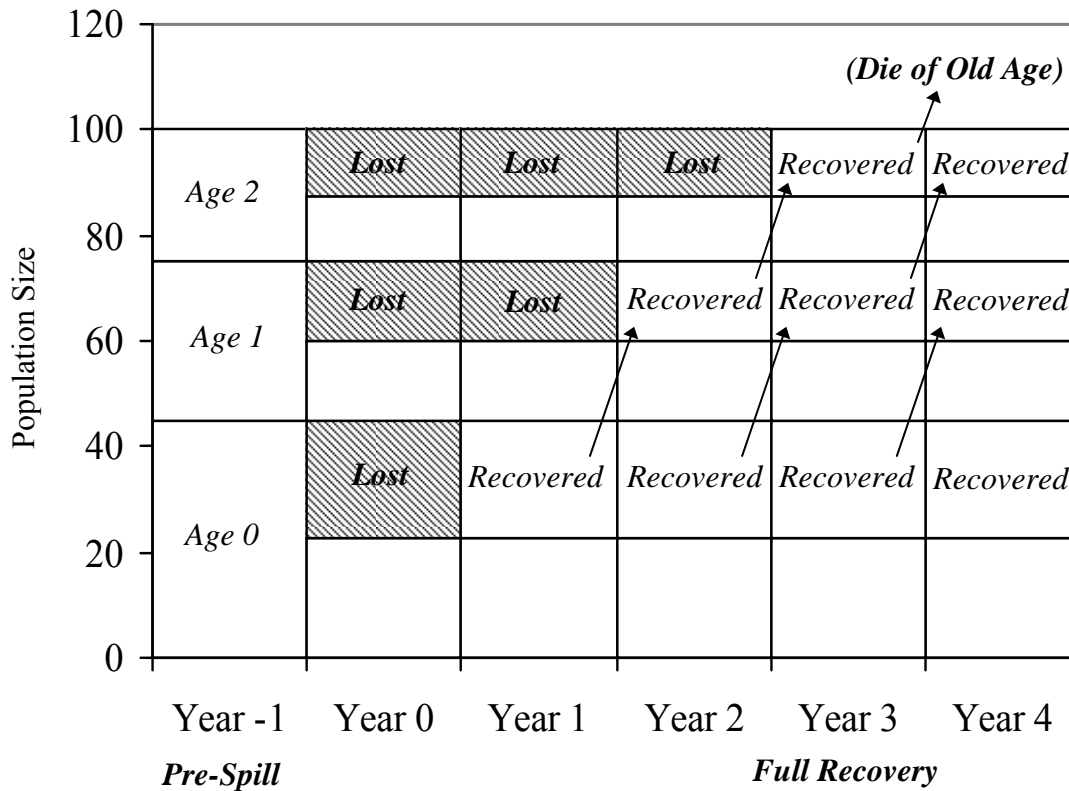 120
(Die of Old Age)
100
Lost Lost Lost Recovered Recovered
Age 2
80
Lost Lost Recovered Recovered Recovered
Age 1
60
40
Lost Recovered Recovered Recovered Recovered
Age 0
20
0
Population Size
Year -1 Year 0 Year 1 Year 2 Year 3 Year 4
Pre-Spill Full Recovery